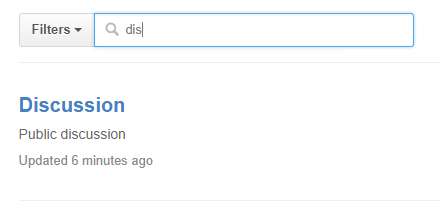 Filters dis
Discussion
Public discussion
Updated 6 minutes ago